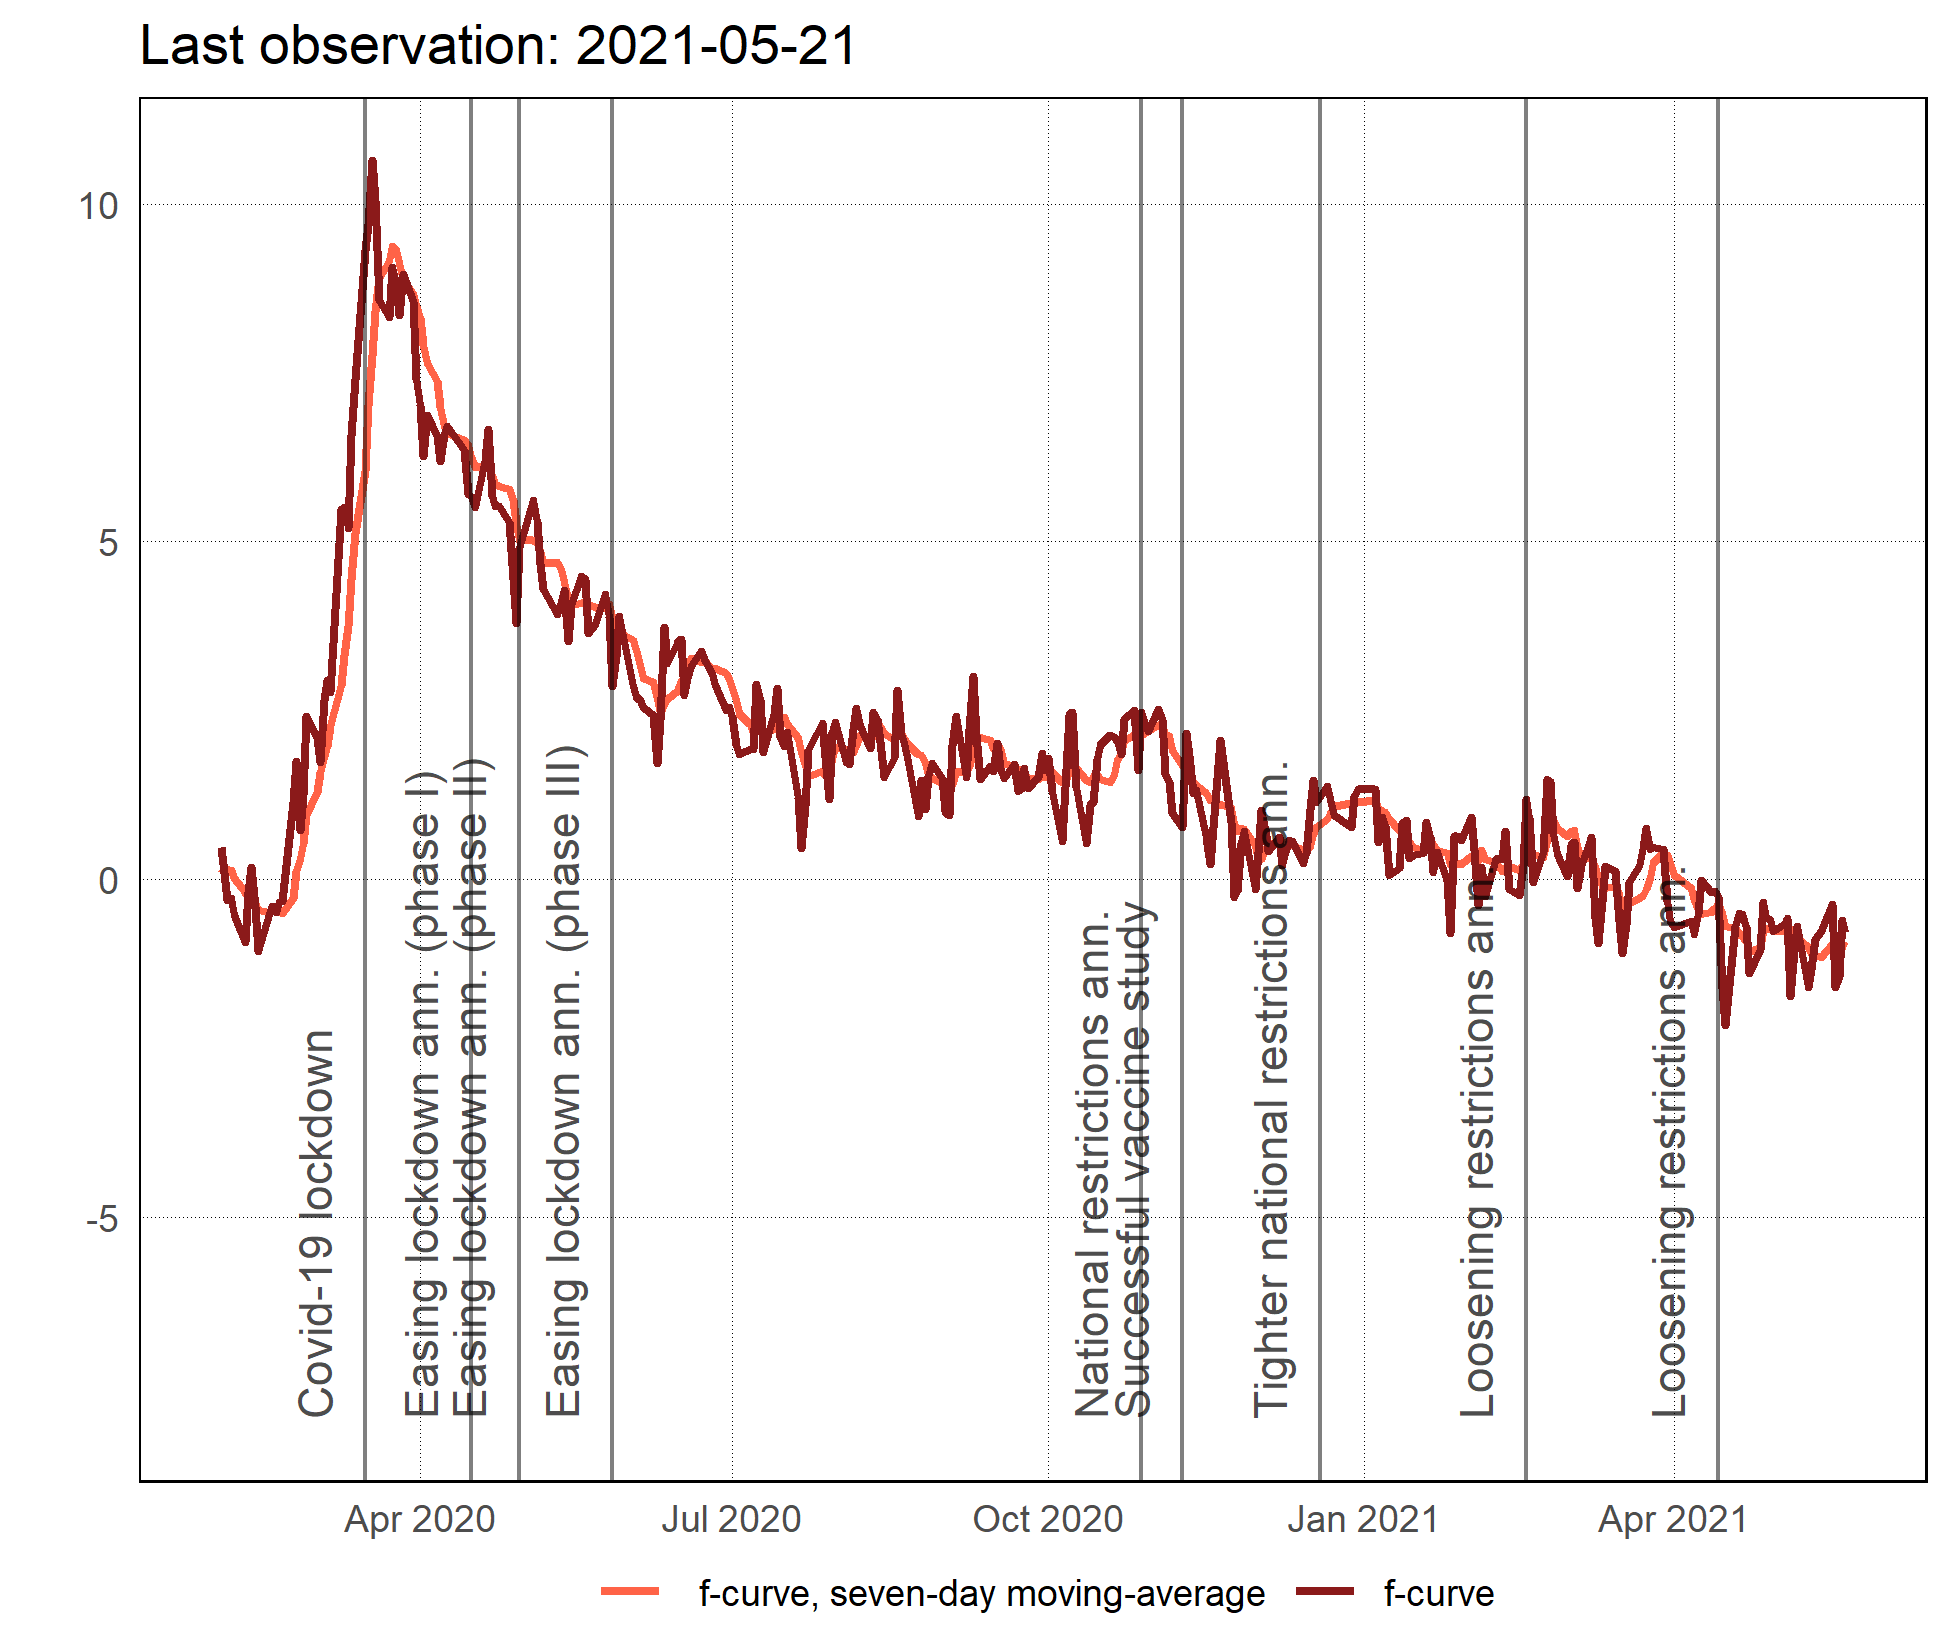 Last observation: 2021-05-21
10
5
0
-5
Covid-19 lockdown
Easing lockdown ann. (phase I)
Easing lockdown ann. (phase II)
Easing lockdown ann. (phase III)
National restrictions ann.
Successful vaccine study
Tighter national restrictions ann.
Loosening restrictions ann.
Loosening restrictions ann.
Apr 2020
Jul 2020
Oct 2020
Jan 2021
Apr 2021
f-curve, seven-day moving-average
f-curve